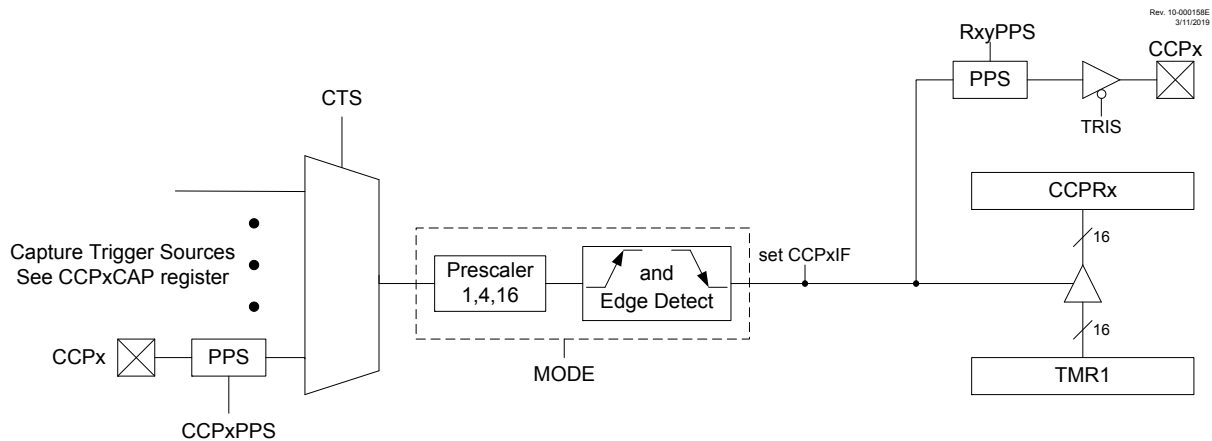 Rev. 10-000158E
3/11/2019
RxyPPS
CCPx
PPS
TRIS
CTS
CCPRx
16
Capture Trigger Sources
See CCPxCAP register
Prescaler
1,4,16
and
Edge Detect
set CCPxIF
16
CCPx
PPS
MODE
TMR1
CCPxPPS